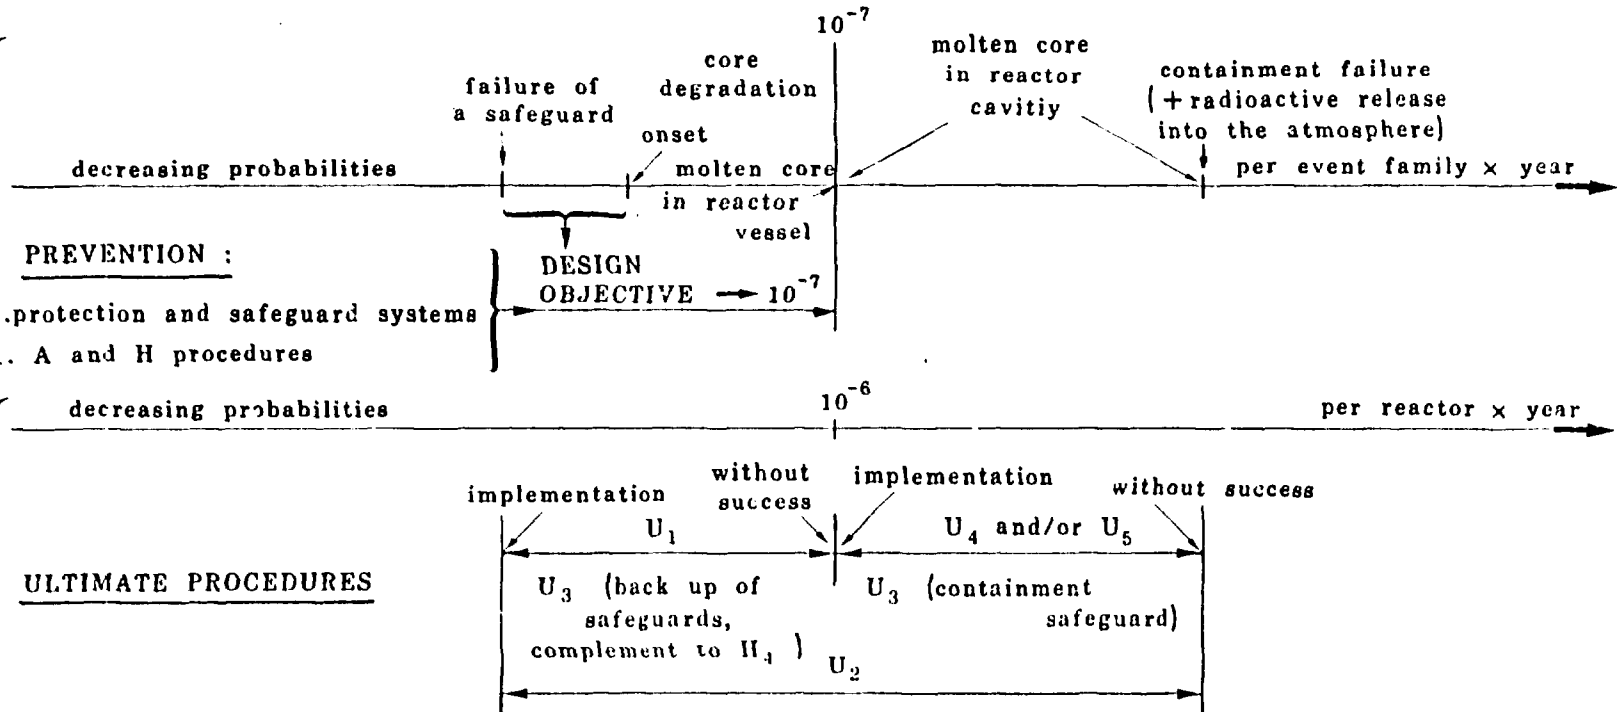 10⁻⁷
failure of
a safeguard
core
degradation
onset
molten core
in reactor
cavitiy
containment failure
(+radioactive release
into the atmosphere)
decreasing probabilities
molten core
in reactor
vessel
per event family × year
PREVENTION :
.protection and safeguard systems
. A and H procedures
DESIGN
OBJECTIVE → 10⁻⁷
decreasing probabilities
10⁻⁶
per reactor × year
implementation
without
success
implementation
without success
U₁
U₄ and/or U₅
ULTIMATE PROCEDURES
U₃ (back up of
safeguards,
complement to H₄ )
U₃ (containment
safeguard)
U₂